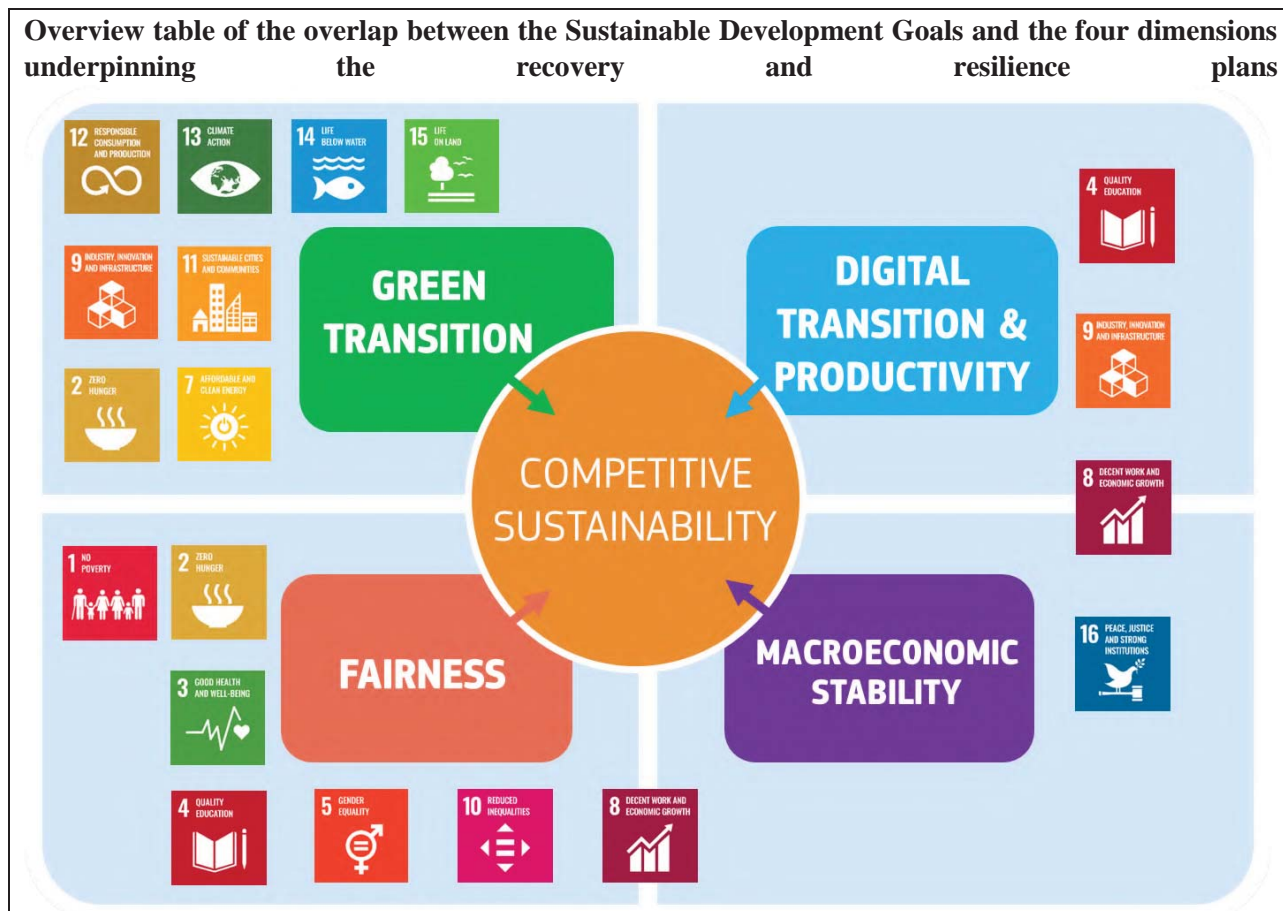 Overview table of the overlap between the Sustainable Development Goals and the four dimensions
underpinning the recovery and resilience plans
12 RESPONSIBLE
CONSUMPTION
AND PRODUCTION
13 CLIMATE
ACTION
14 LIFE
BELOW WATER
15 LIFE
ON LAND
9 INDUSTRY, INNOVATION
AND INFRASTRUCTURE
11 SUSTAINABLE CITIES
AND COMMUNITIES
2 ZERO
HUNGER
7 AFFORDABLE AND
CLEAN ENERGY
GREEN
TRANSITION
DIGITAL
TRANSITION &
PRODUCTIVITY
4 QUALITY
EDUCATION
9 INDUSTRY, INNOVATION
AND INFRASTRUCTURE
8 DECENT WORK AND
ECONOMIC GROWTH
COMPETITIVE
SUSTAINABILITY
1 NO
POVERTY
2 ZERO
HUNGER
3 GOOD HEALTH
AND WELL-BEING
FAIRNESS
4 QUALITY
EDUCATION
5 GENDER
EQUALITY
10 REDUCED
INEQUALITIES
8 DECENT WORK AND
ECONOMIC GROWTH
MACROECONOMIC
STABILITY
16 PEACE, JUSTICE
AND STRONG
INSTITUTIONS